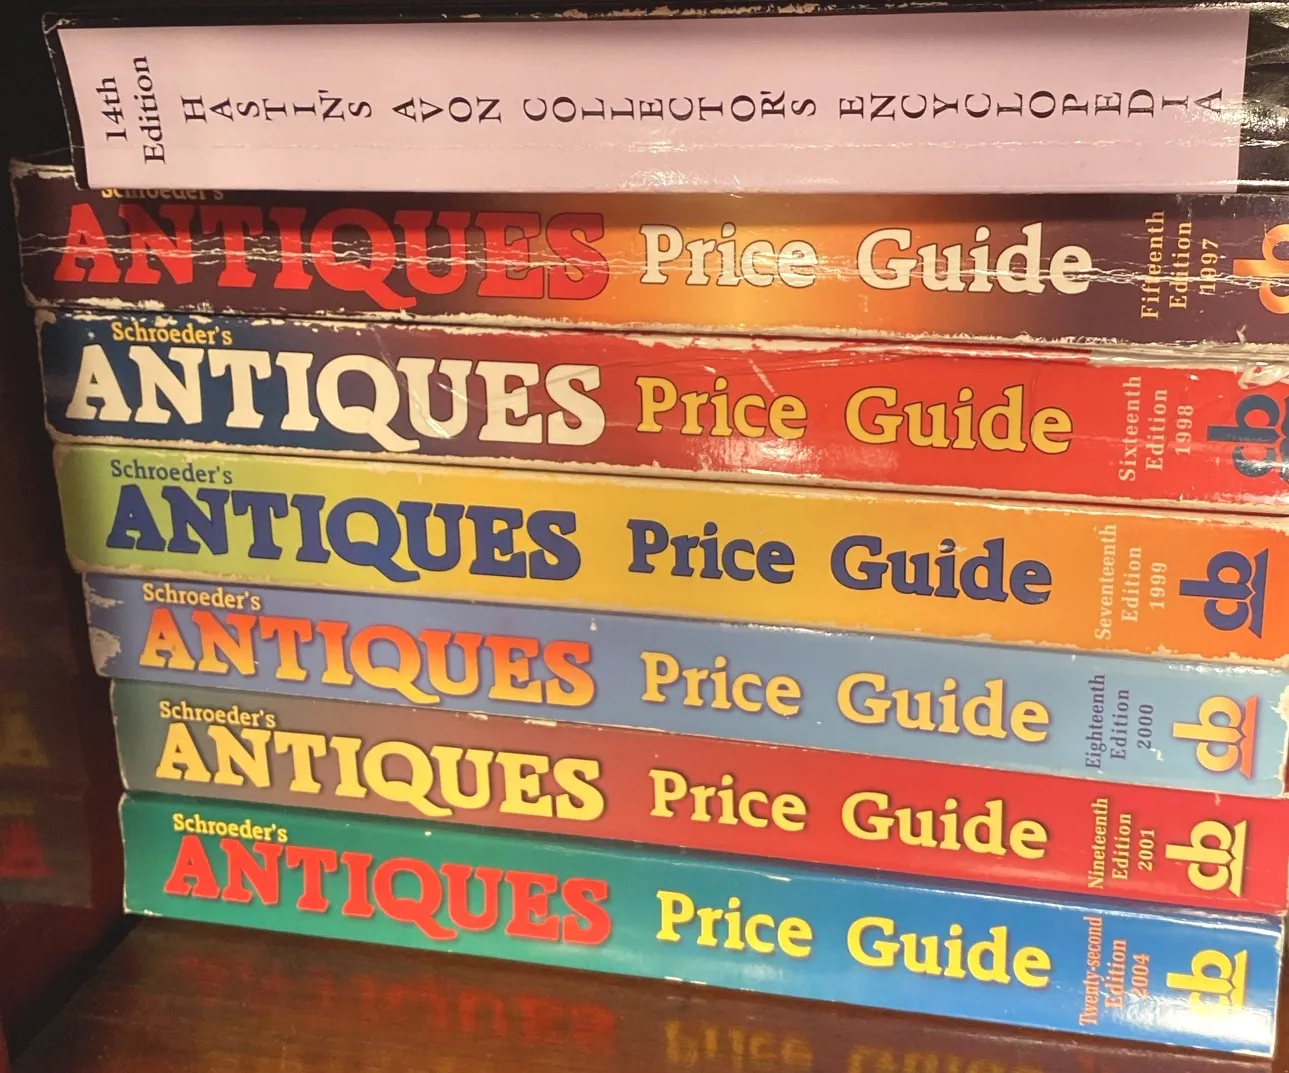 14th
Edition
HASTIN'S AVON COLLECTOR'S ENCYCLOPEDIA
Schroeder's
ANTIQUES Price Guide
Fifteenth
Edition
1997
cb
Schroeder's
ANTIQUES Price Guide
Sixteenth
Edition
1998
cb
Schroeder's
ANTIQUES Price Guide
Seventeenth
Edition
1999
cb
Schroeder's
ANTIQUES Price Guide
Eighteenth
Edition
2000
cb
Schroeder's
ANTIQUES Price Guide
Nineteenth
Edition
2001
cb
Schroeder's
ANTIQUES Price Guide
Twenty-second
Edition
2004
cb